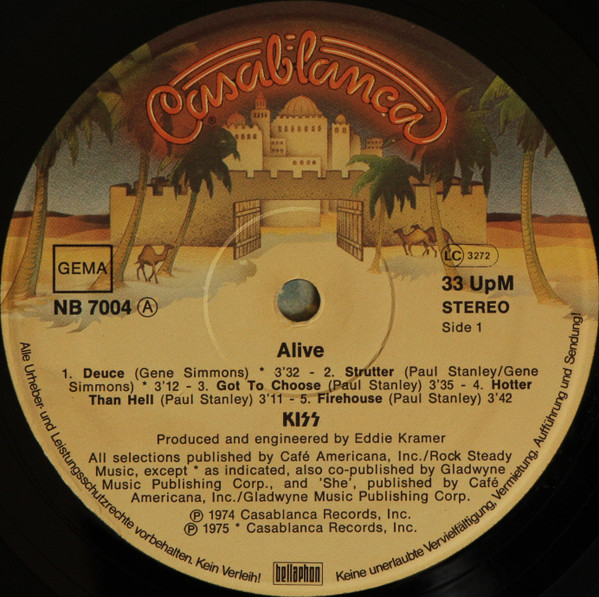 Casablanca
®
GEMA
LC 3272
NB 7004 Ⓐ
33 UpM
STEREO
Side 1
Alive
1. Deuce (Gene Simmons) * 3'32 - 2. Strutter (Paul Stanley/Gene
Simmons) * 3'12 - 3. Got To Choose (Paul Stanley) 3'35 - 4. Hotter
Than Hell (Paul Stanley) 3'11 - 5. Firehouse (Paul Stanley) 3'42
KISS
Produced and engineered by Eddie Kramer
All selections published by Café Americana, Inc./Rock Steady
Music, except * as indicated, also co-published by Gladwyne
Music Publishing Corp., and 'She', published by Café
Americana, Inc./Gladwyne Music Publishing Corp.
℗ 1974 Casablanca Records, Inc.
℗ 1975 * Casablanca Records, Inc.
Alle Urheber- und Leistungsschutzrechte vorbehalten. Kein Verleih!
bellaphon
Keine unerlaubte Vervielfältigung, Vermietung, Aufführung und Sendung!